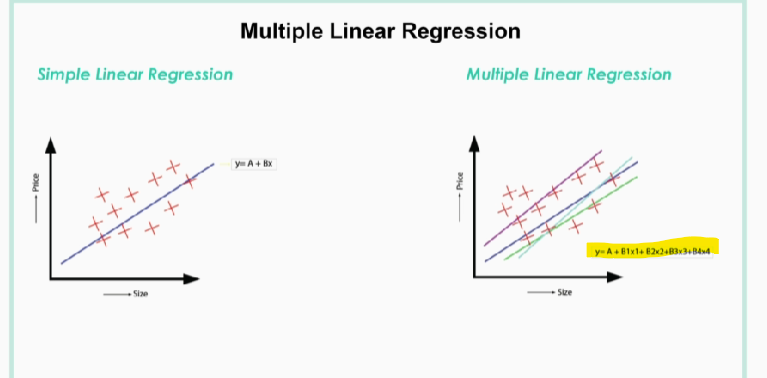 Multiple Linear Regression
Simple Linear Regression
Multiple Linear Regression
y= A + Bx
Price
Size
Price
y= A + B1x1+ B2x2+B3x3+B4x4
Size